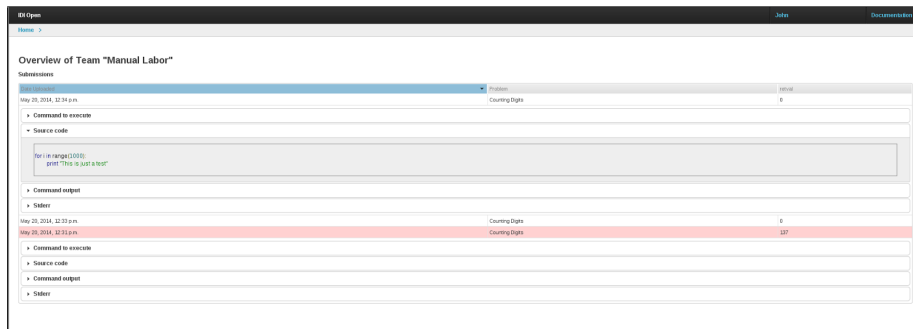 IDI Open John Documentation
Home >
Overview of Team "Manual Labor"
Submissions
Date Uploaded Problem retval
May 20, 2014, 12:34 p.m. Counting Digits 0
Command to execute
Source code
for i in range(1000):
print "This is just a test"
Command output
Stderr
May 20, 2014, 12:33 p.m. Counting Digits 0
May 20, 2014, 12:31 p.m. Counting Digits 137
Command to execute
Source code
Command output
Stderr